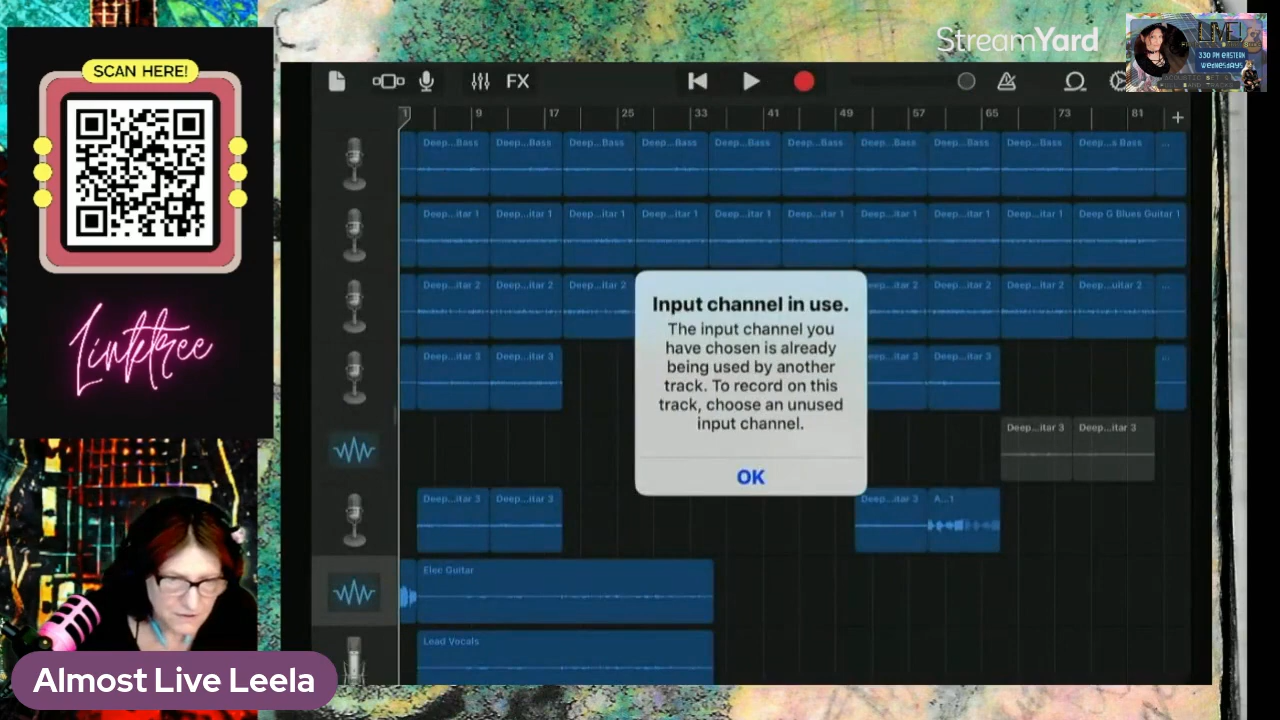 SCAN HERE!
Linktree
StreamYard
LIVE!
3:30 PM EASTERN
WEDNESDAYS
FX
1 9 17 25 33 41 49 57 65 73 81 +
Deep...Bass Deep...Bass Deep...Bass Deep...Bass Deep...Bass Deep...Bass Deep...Bass Deep...Bass Deep... Bass Deep...s Bass ...
Deep...itar 1 Deep...itar 1 Deep...itar 1 Deep...itar 1 Deep...itar 1 Deep...itar 1 Deep...itar 1 Deep...itar 1 Deep...itar 1 Deep G Blues Guitar 1
Deep...itar 2 Deep...itar 2 Deep...itar 2 Deep...itar 2 Deep...itar 2 Deep...itar 2 Deep...uitar 2 ...
Deep...itar 3 Deep...itar 3 Deep...itar 3 Deep...itar 3 ...
Deep...itar 3 Deep...itar 3
Deep...itar 3 Deep...itar 3 Deep...itar 3 A...1
Elec Guitar
Lead Vocals
Input channel in use.
The input channel you
have chosen is already
being used by another
track. To record on this
track, choose an unused
input channel.
OK
Almost Live Leela